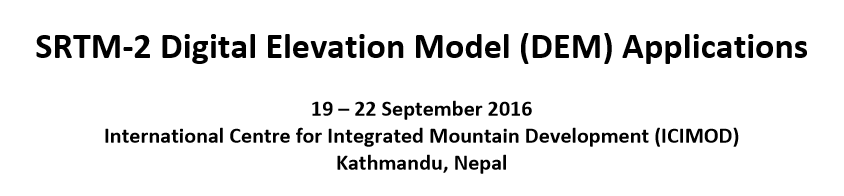 SRTM-2 Digital Elevation Model (DEM) Applications
19 – 22 September 2016
International Centre for Integrated Mountain Development (ICIMOD)
Kathmandu, Nepal